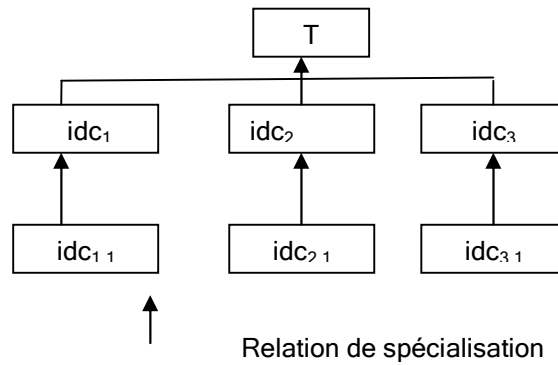 T
idc₁ idc₂ idc₃
idc₁.₁ idc₂.₁ idc₃.₁
Relation de spécialisation